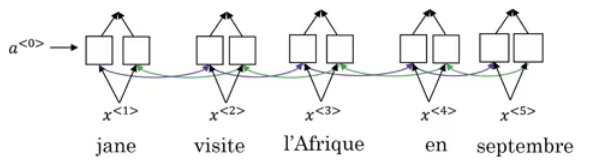 a<0>
x<1> x<2> x<3> x<4> x<5>
jane visite l'Afrique en septembre